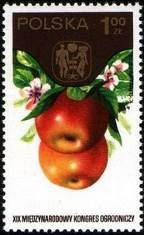 POLSKA
1.00
ZŁ
XIX MIĘDZYNARODOWY KONGRES OGRODNICZY